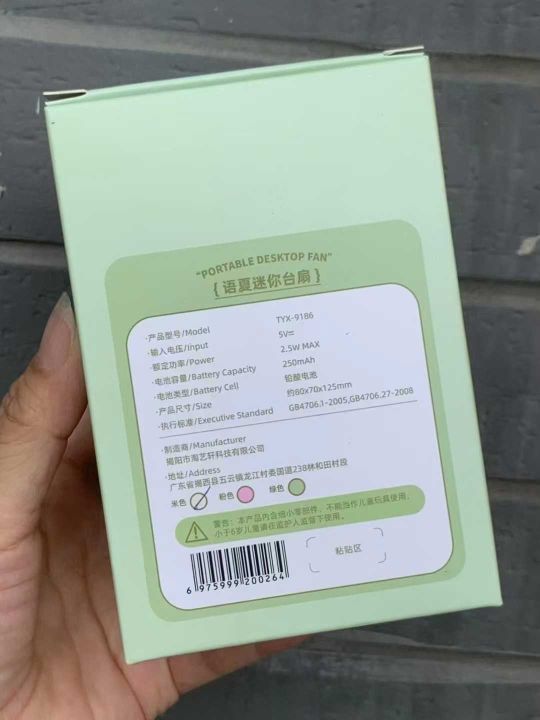 "PORTABLE DESKTOP FAN"
{语夏迷你台扇}
·产品型号/Model TYX-9186
·输入电压/Input 5V⎓
·额定功率/Power 2.5W MAX
·电池容量/Battery Capacity 250mAh
·电池类型/Battery Cell 铅酸电池
·产品尺寸/Size 约80x70x125mm
·执行标准/Executive Standard GB4706.1-2005,GB4706.27-2008
·制造商/Manufacturer
揭阳市淘艺轩科技有限公司
·地址/Address
广东省揭西县五云镇龙江村委国道238林和田村段
米色 粉色 绿色
警告：本产品内含细小零部件，不能当作儿童玩具使用，
小于6岁儿童请在监护人监督下使用。
6 975999 200264
粘贴区